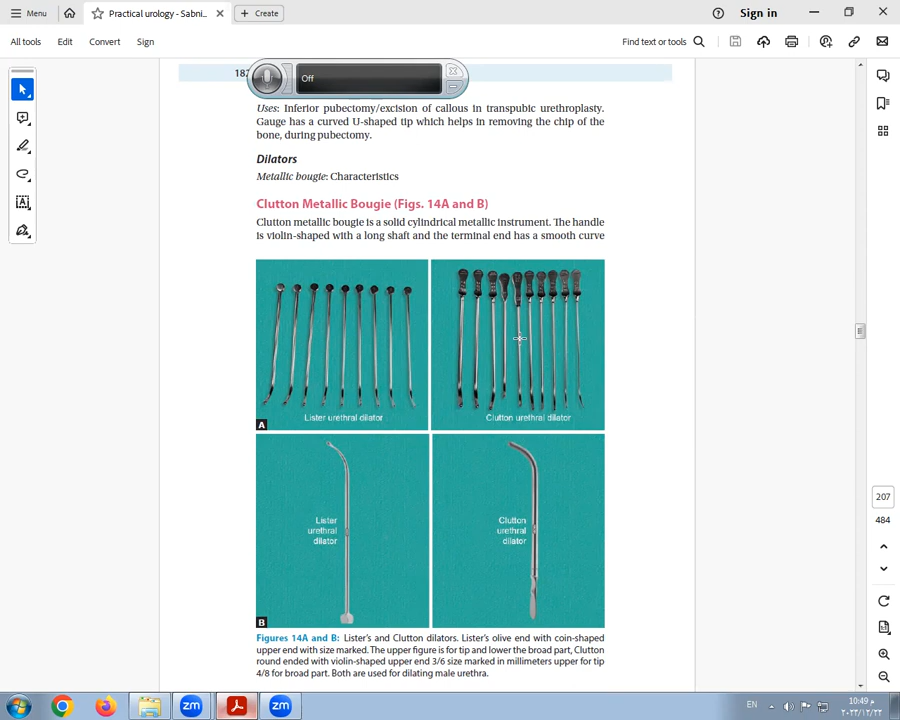 Menu
Practical urology - Sabni...
Create
Sign in
All tools
Edit
Convert
Sign
Find text or tools
Off
Uses: Inferior pubectomy/excision of callous in transpubic urethroplasty.
Gauge has a curved U-shaped tip which helps in removing the chip of the
bone, during pubectomy.
Dilators
Metallic bougie: Characteristics
Clutton Metallic Bougie (Figs. 14A and B)
Clutton metallic bougie is a solid cylindrical metallic instrument. The handle
is violin-shaped with a long shaft and the terminal end has a smooth curve
Lister urethral dilator
Clutton urethral dilator
A
Lister
urethral
dilator
Clutton
urethral
dilator
B
Figures 14A and B: Lister's and Clutton dilators. Lister's olive end with coin-shaped
upper end with size marked. The upper figure is for tip and lower the broad part, Clutton
round ended with violin-shaped upper end 3/6 size marked in millimeters upper for tip
4/8 for broad part. Both are used for dilating male urethra.
207
484
EN
10:49 م
٢٠٢٣/١٢/٢٢